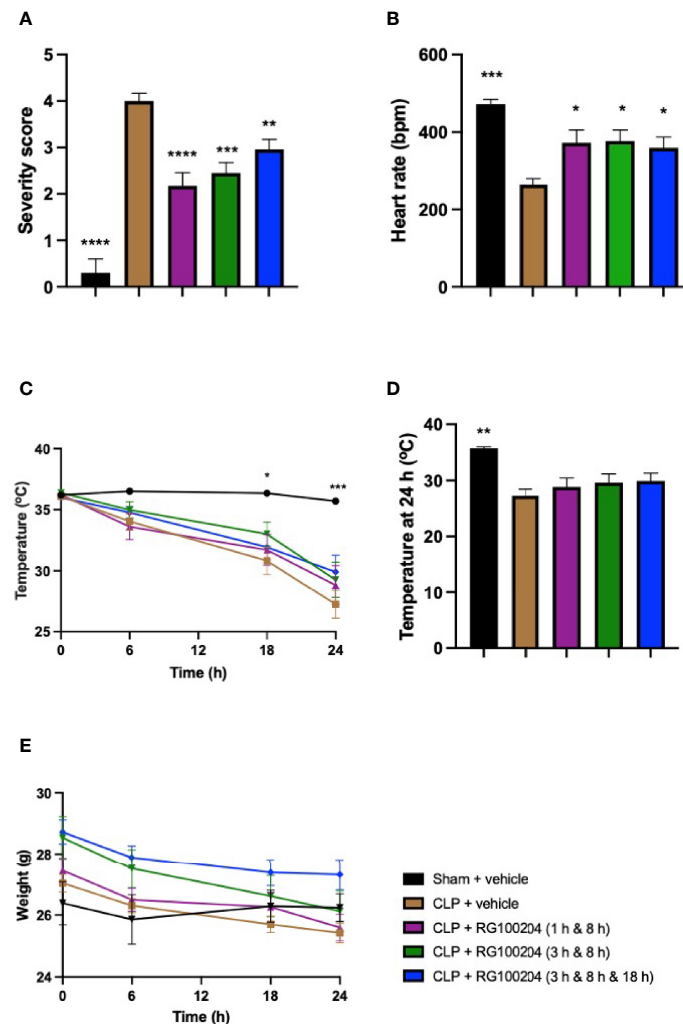 A
Severity score
5
4
3
2
1
0
****
****
***
**
B
Heart rate (bpm)
600
400
200
0
***
*
*
*
C
Temperature (ºC)
40
35
30
25
*
***
0 6 12 18 24
Time (h)
D
Temperature at 24 h (ºC)
40
30
20
10
0
**
E
Weight (g)
30
28
26
24
0 6 12 18 24
Time (h)
Sham + vehicle
CLP + vehicle
CLP + RG100204 (1 h & 8 h)
CLP + RG100204 (3 h & 8 h)
CLP + RG100204 (3 h & 8 h & 18 h)